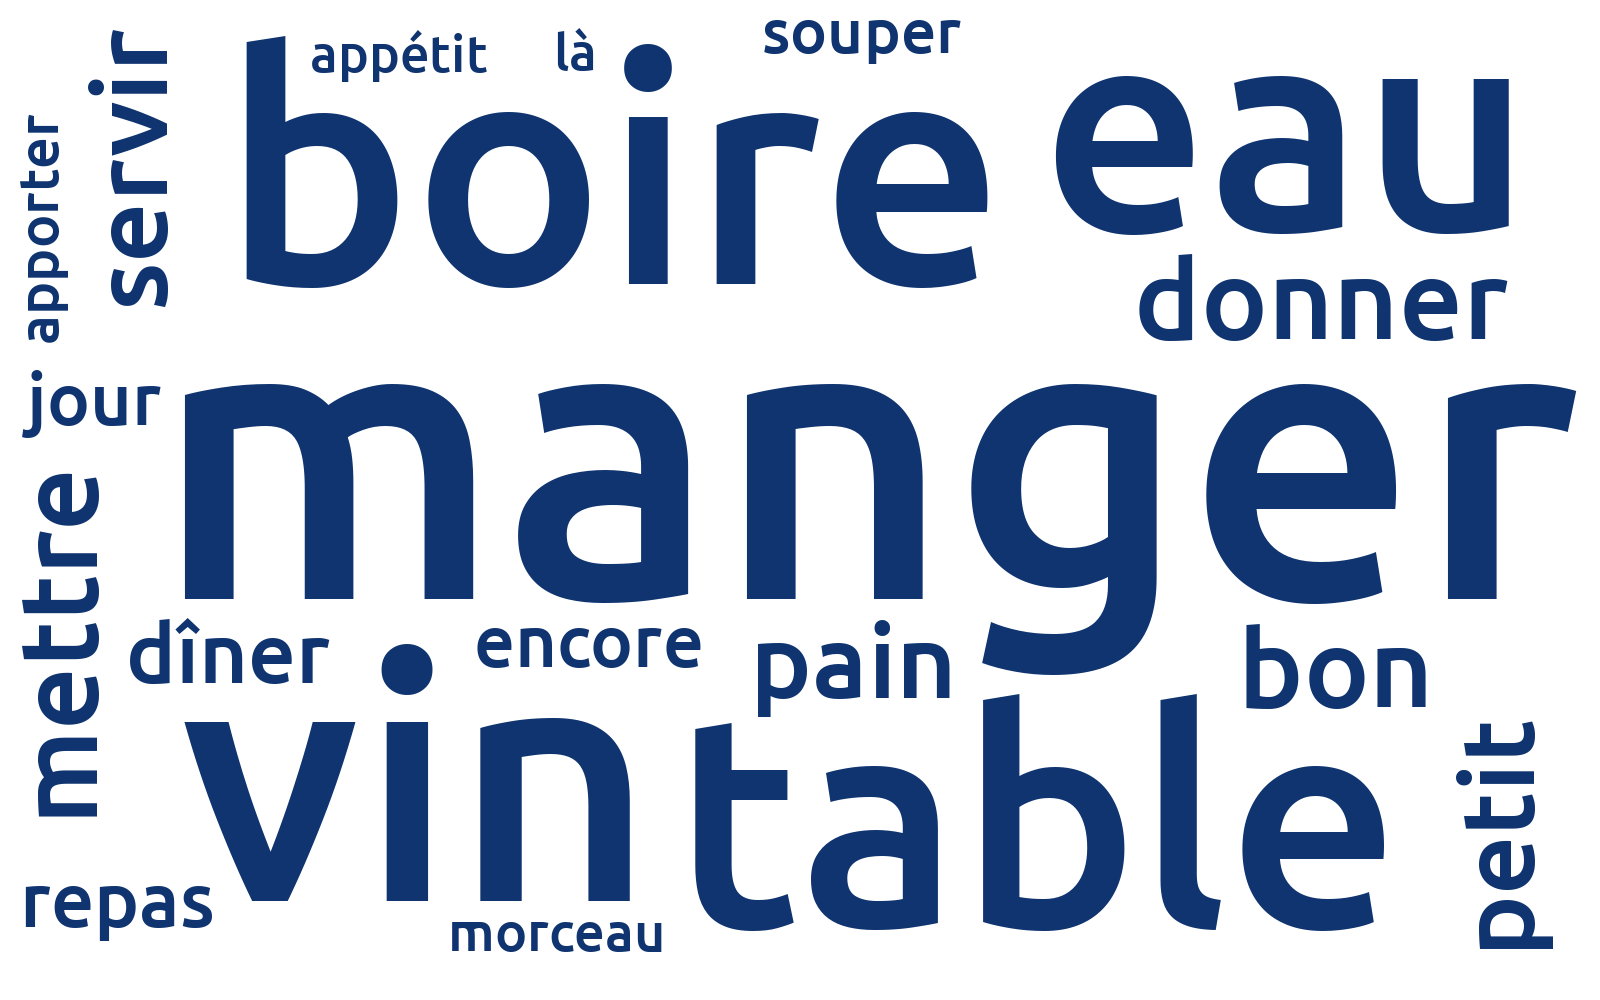 souper
appétit
là
boire
eau
servir
apporter
donner
jour
manger
mettre
dîner
encore
pain
bon
vin
table
petit
repas
morceau